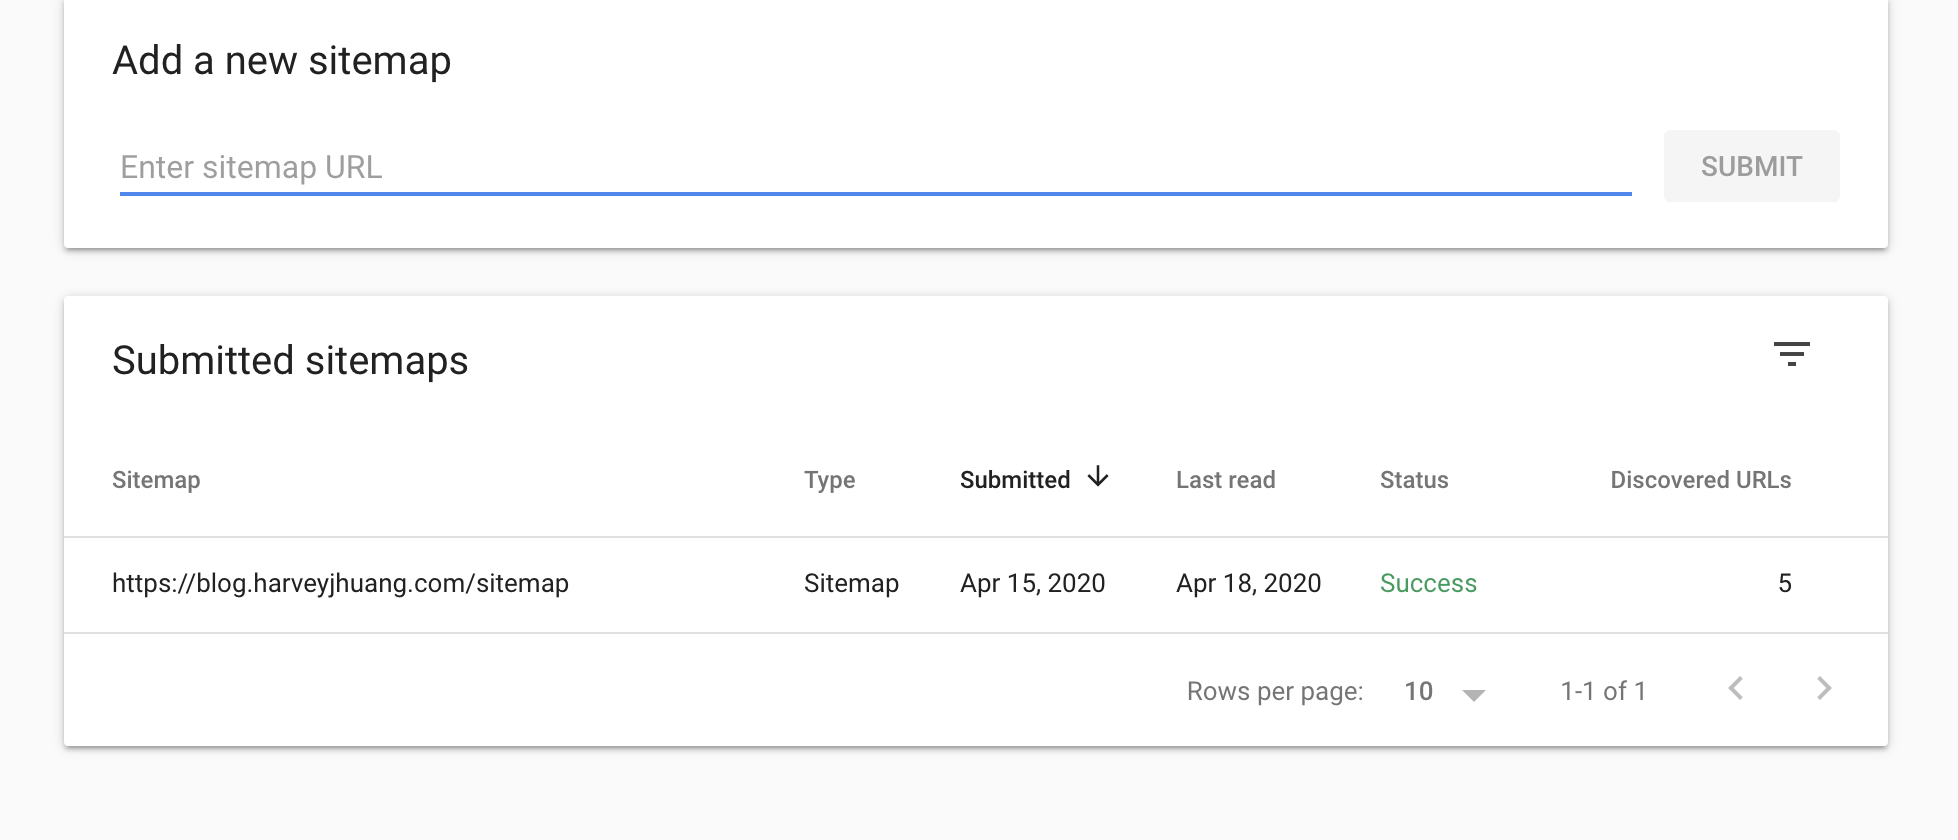 Add a new sitemap
Enter sitemap URL
SUBMIT
Submitted sitemaps
Sitemap Type Submitted Last read Status Discovered URLs
https://blog.harveyjhuang.com/sitemap Sitemap Apr 15, 2020 Apr 18, 2020 Success 5
Rows per page: 10 1-1 of 1